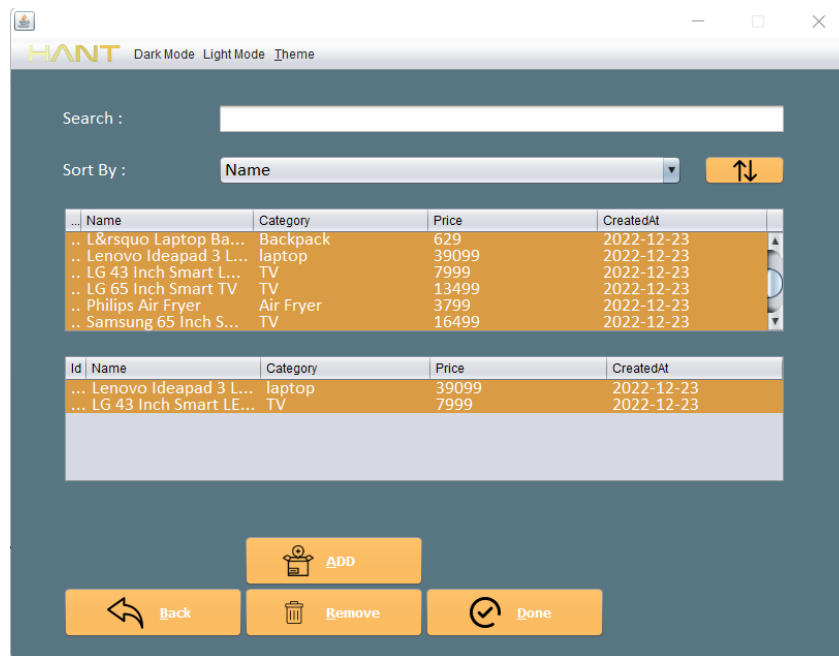 HANT Dark Mode Light Mode Theme
Search :
Sort By : Name
... Name Category Price CreatedAt
.. L&rsquo Laptop Ba... Backpack 629 2022-12-23
.. Lenovo Ideapad 3 L... laptop 39099 2022-12-23
.. LG 43 Inch Smart L... TV 7999 2022-12-23
.. LG 65 Inch Smart TV TV 13499 2022-12-23
.. Philips Air Fryer Air Fryer 3799 2022-12-23
.. Samsung 65 Inch S... TV 16499 2022-12-23
Id Name Category Price CreatedAt
... Lenovo Ideapad 3 L... laptop 39099 2022-12-23
... LG 43 Inch Smart LE... TV 7999 2022-12-23
ADD
Back Remove Done